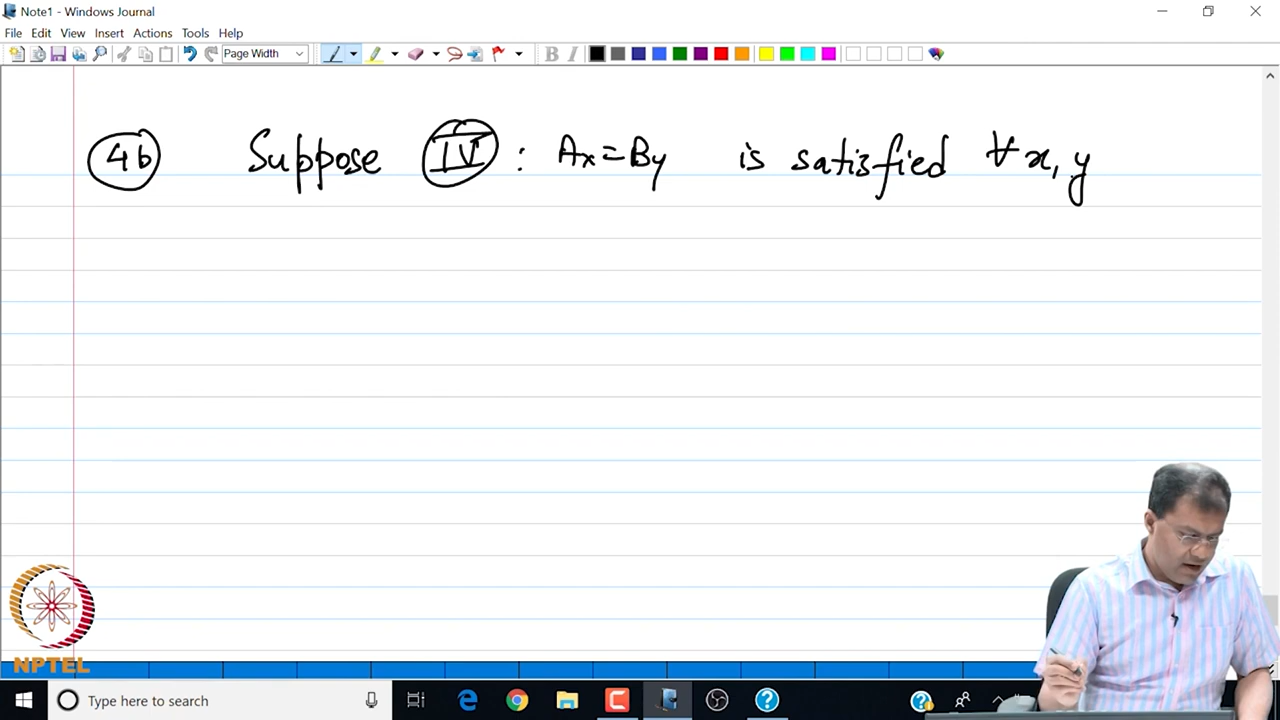 Note1 - Windows Journal
File Edit View Insert Actions Tools Help
Page Width
B I
4b Suppose IV : Ax=By is satisfied ∀ x, y
NPTEL
Type here to search